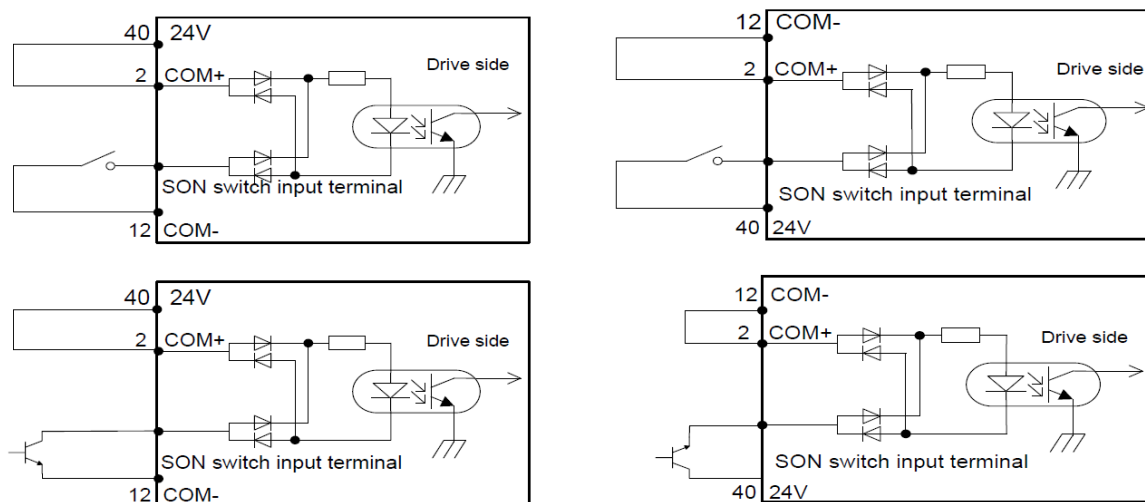 40 24V
2 COM+
Drive side
SON switch input terminal
12 COM-
12 COM-
2 COM+
Drive side
SON switch input terminal
40 24V
40 24V
2 COM+
Drive side
SON switch input terminal
12 COM-
12 COM-
2 COM+
Drive side
SON switch input terminal
40 24V